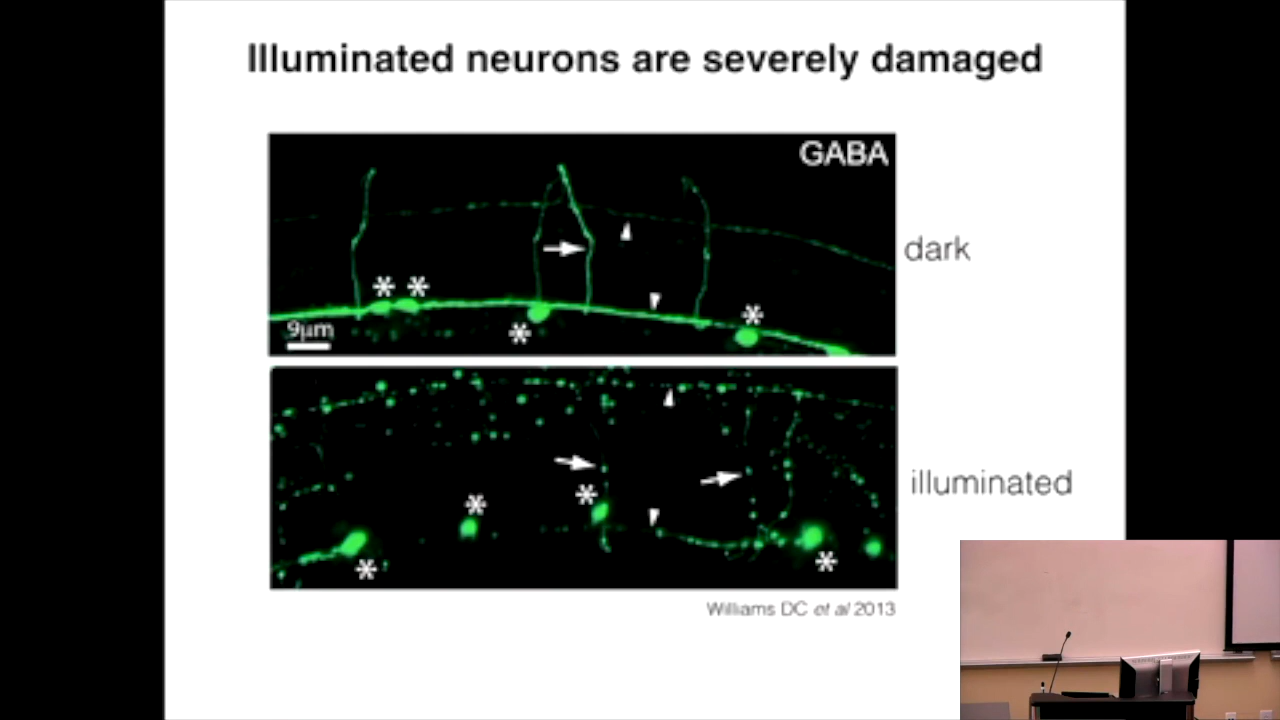 Illuminated neurons are severely damaged
GABA
dark
* *
*
*
9µm
illuminated
*
*
*
*
Williams DC et al 2013